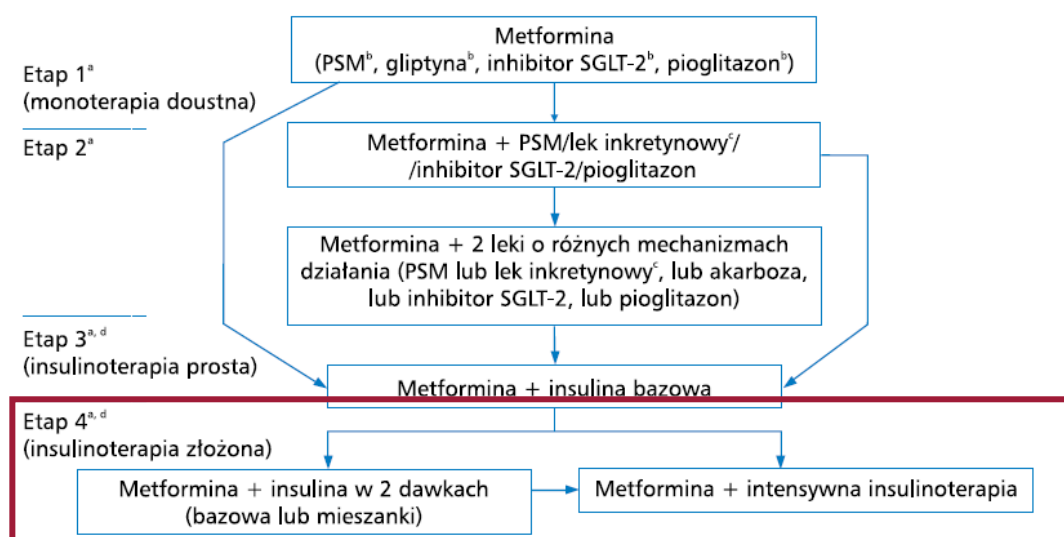 Metformina
(PSMᵇ, gliptynaᵇ, inhibitor SGLT-2ᵇ, pioglitazonᵇ)
Etap 1ᵃ
(monoterapia doustna)
Etap 2ᵃ
Metformina + PSM/lek inkretynowyᶜ/
/inhibitor SGLT-2/pioglitazon
Metformina + 2 leki o różnych mechanizmach
działania (PSM lub lek inkretynowyᶜ, lub akarboza,
lub inhibitor SGLT-2, lub pioglitazon)
Etap 3ᵃ, ᵈ
(insulinoterapia prosta)
Metformina + insulina bazowa
Etap 4ᵃ, ᵈ
(insulinoterapia złożona)
Metformina + insulina w 2 dawkach
(bazowa lub mieszanki)
Metformina + intensywna insulinoterapia